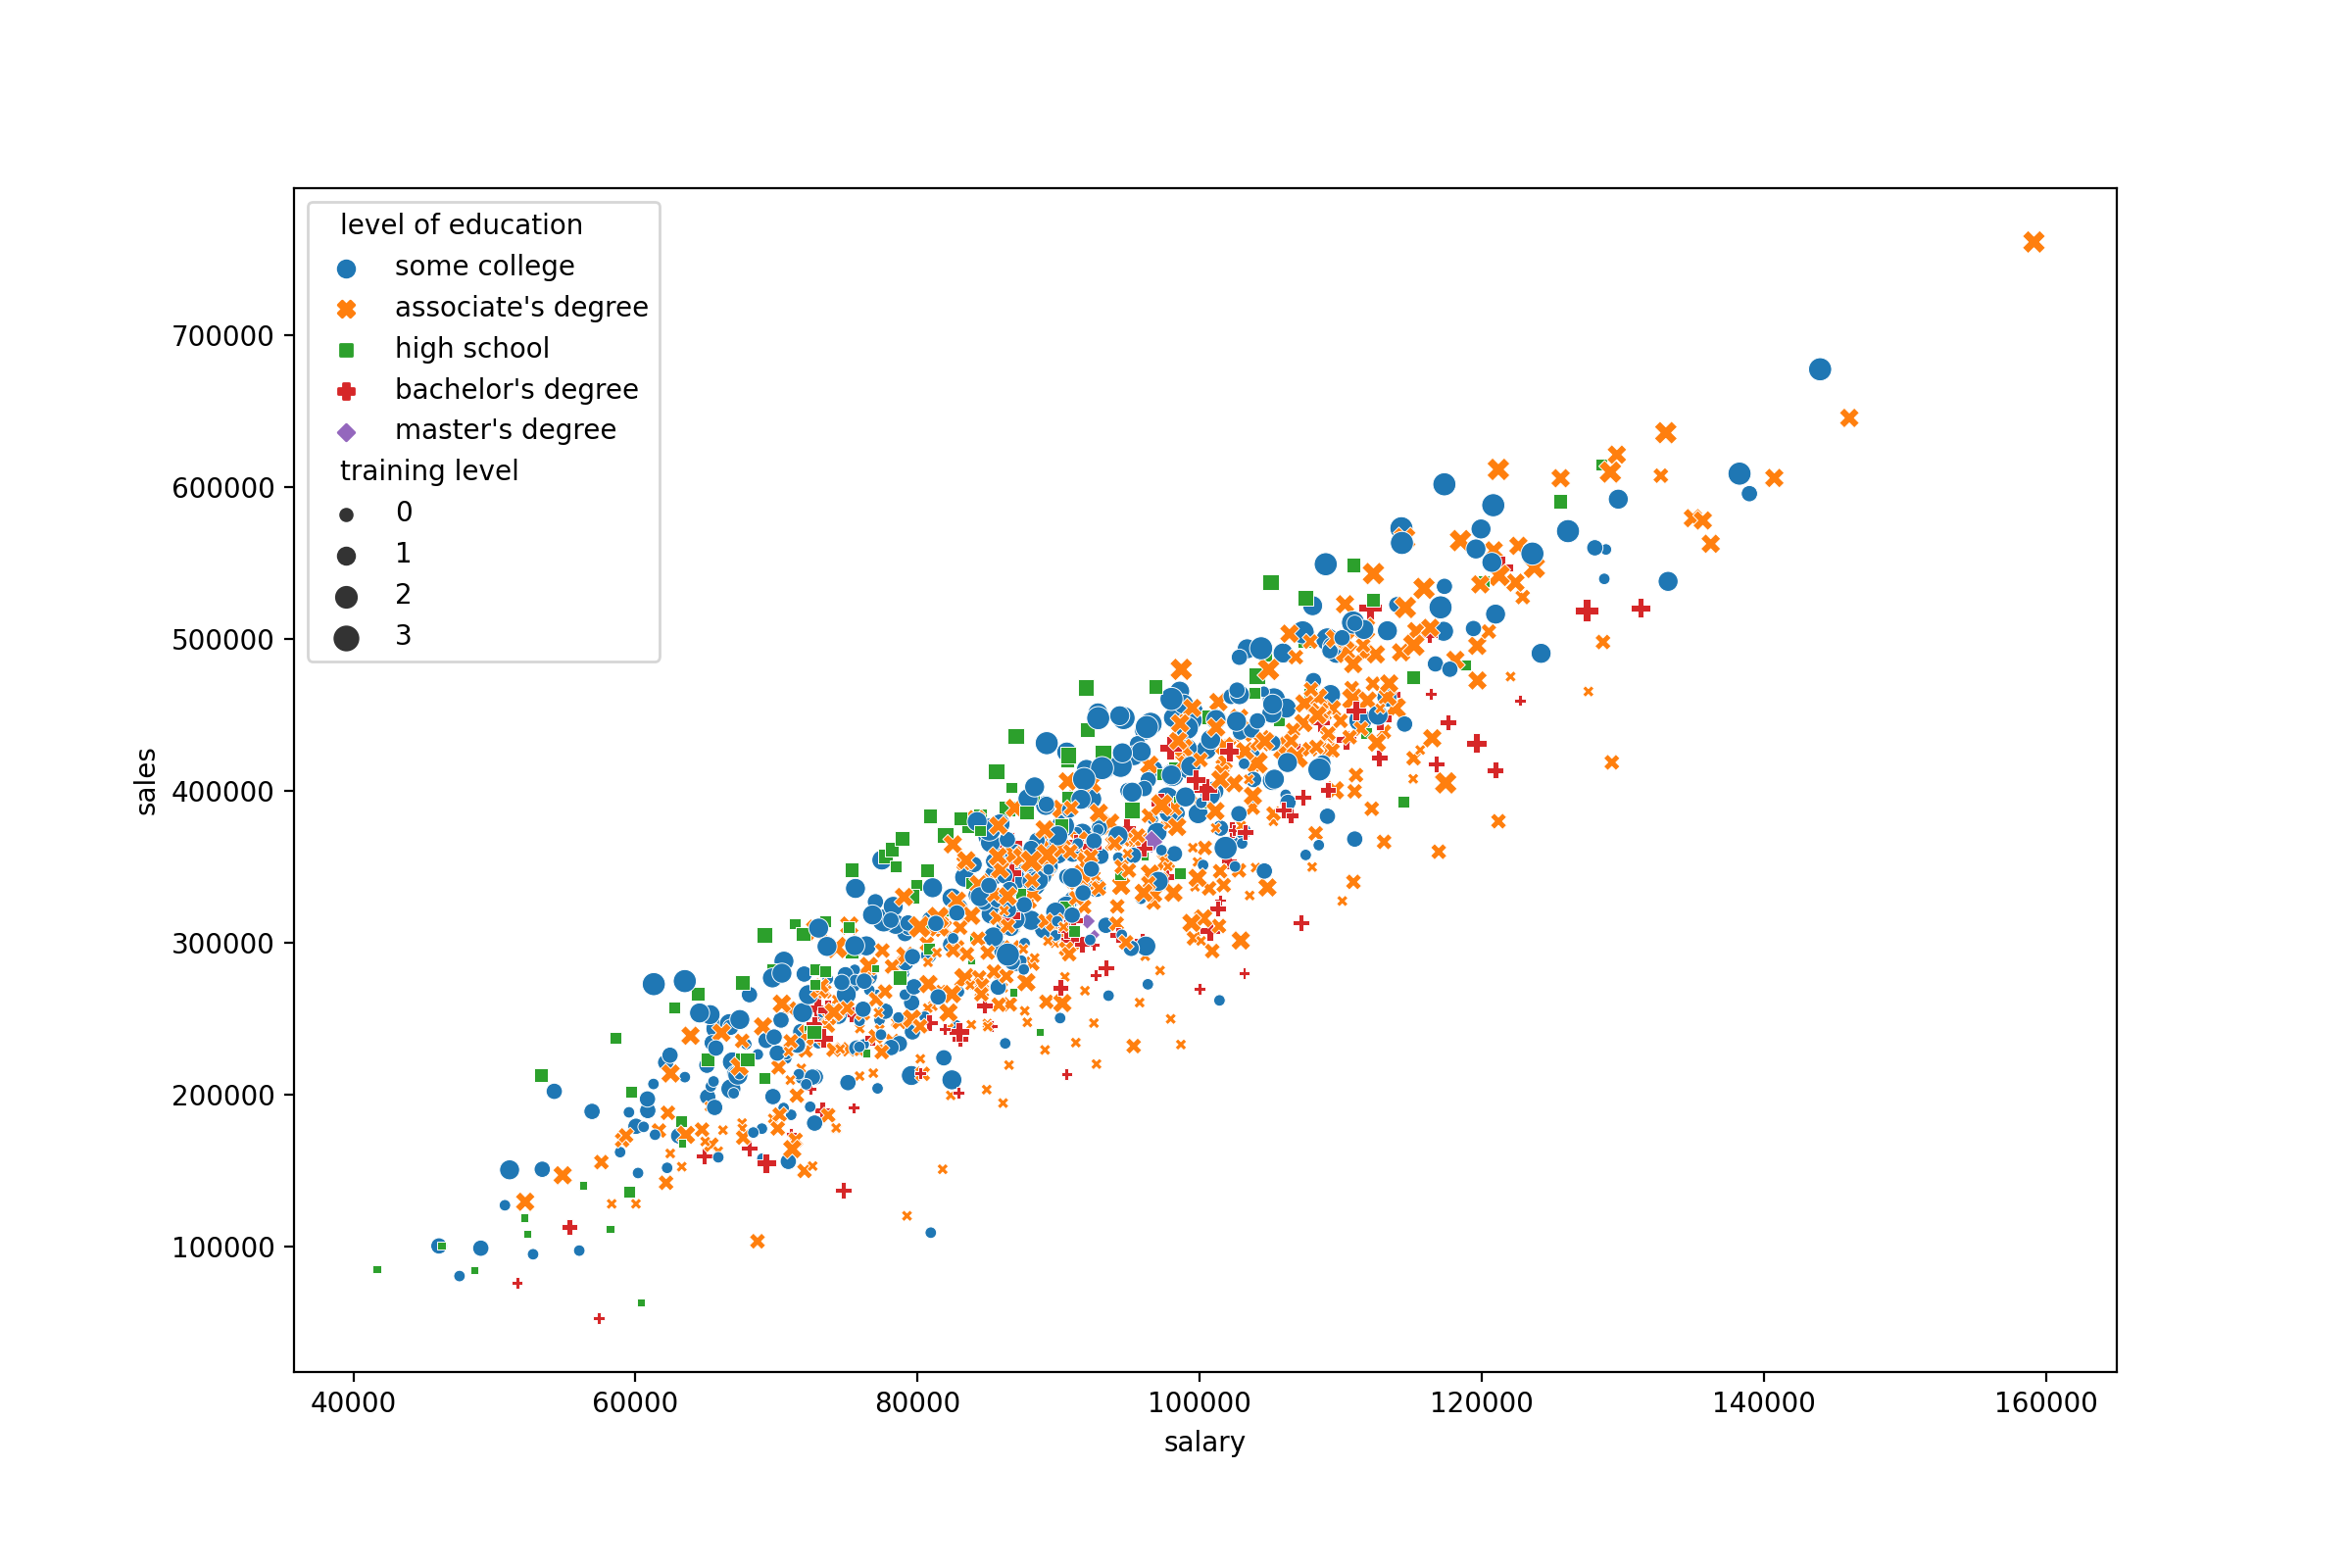 level of education
some college
associate's degree
high school
bachelor's degree
master's degree
training level
0
1
2
3
700000
600000
500000
400000
300000
200000
100000
sales
40000 60000 80000 100000 120000 140000 160000
salary